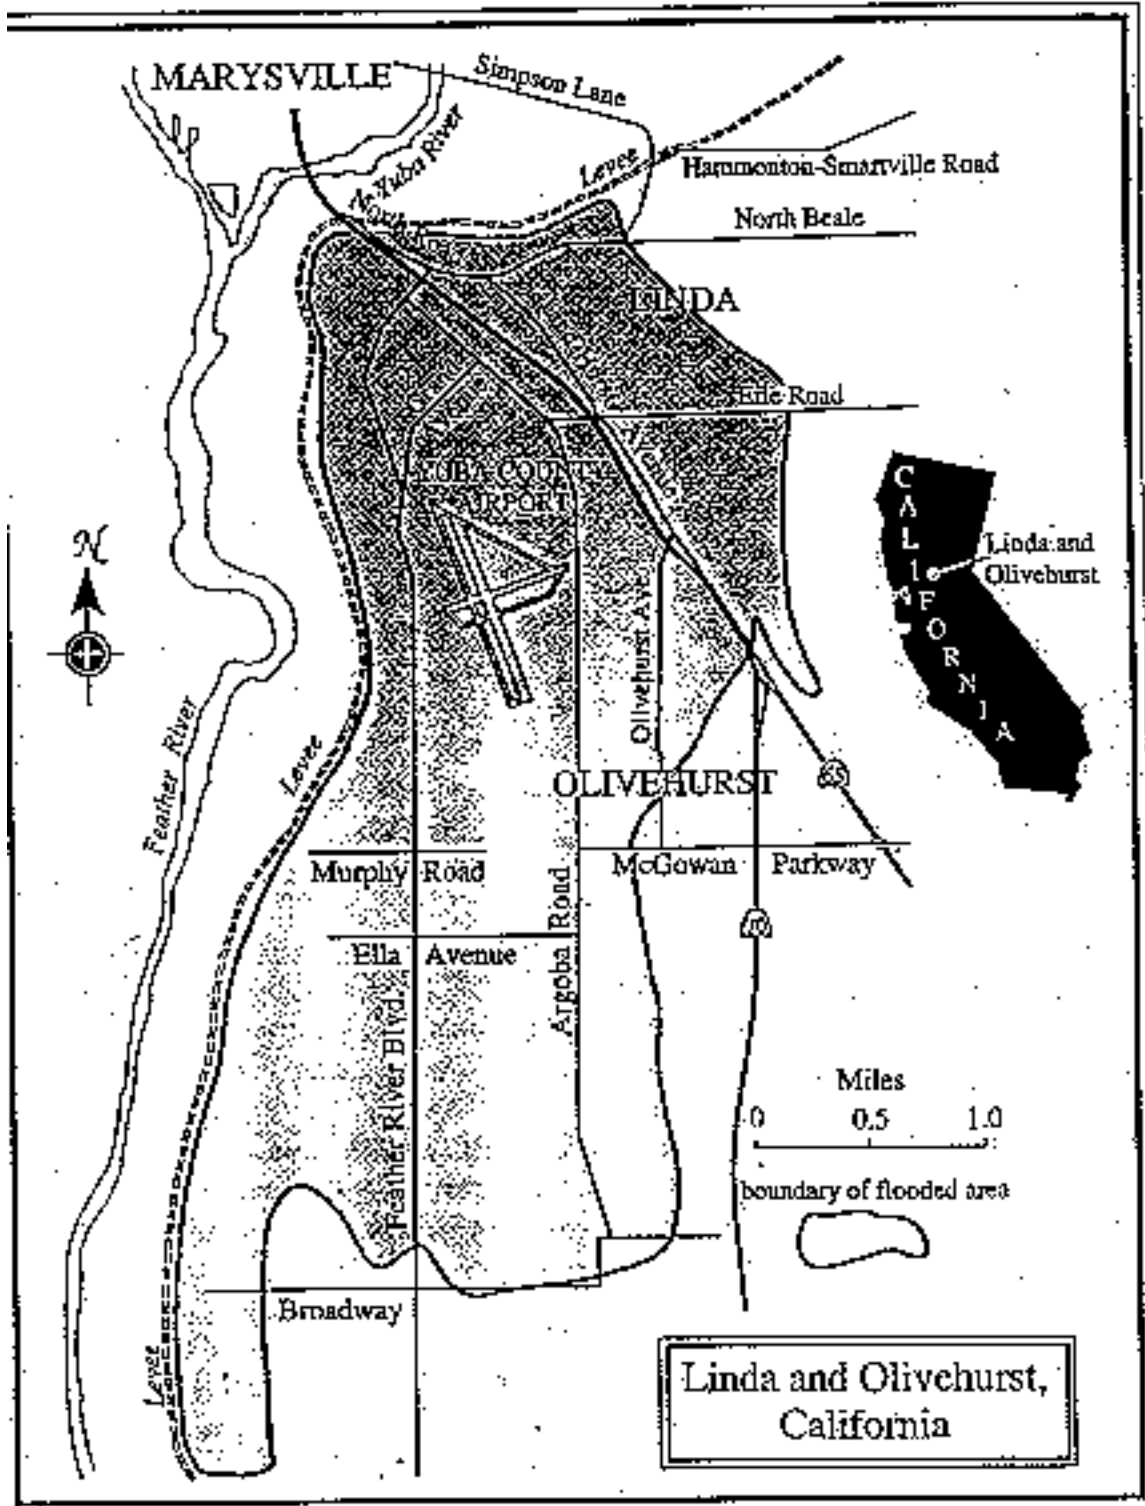 MARYSVILLE
Simpson Lane
Yuba River
Levee
Hammonton-Smartville Road
North Beale
LINDA
Erle Road
YUBA COUNTY
AIRPORT
N
CALIFORNIA
Linda and
Olivehurst
Olivehurst Ave.
Feather River
Levee
OLIVEHURST
65
Murphy Road
McGowan Parkway
70
Ella Avenue
Argoba Road
Feather River Blvd.
Miles
0 0.5 1.0
boundary of flooded area
Broadway
Levee
Linda and Olivehurst,
California